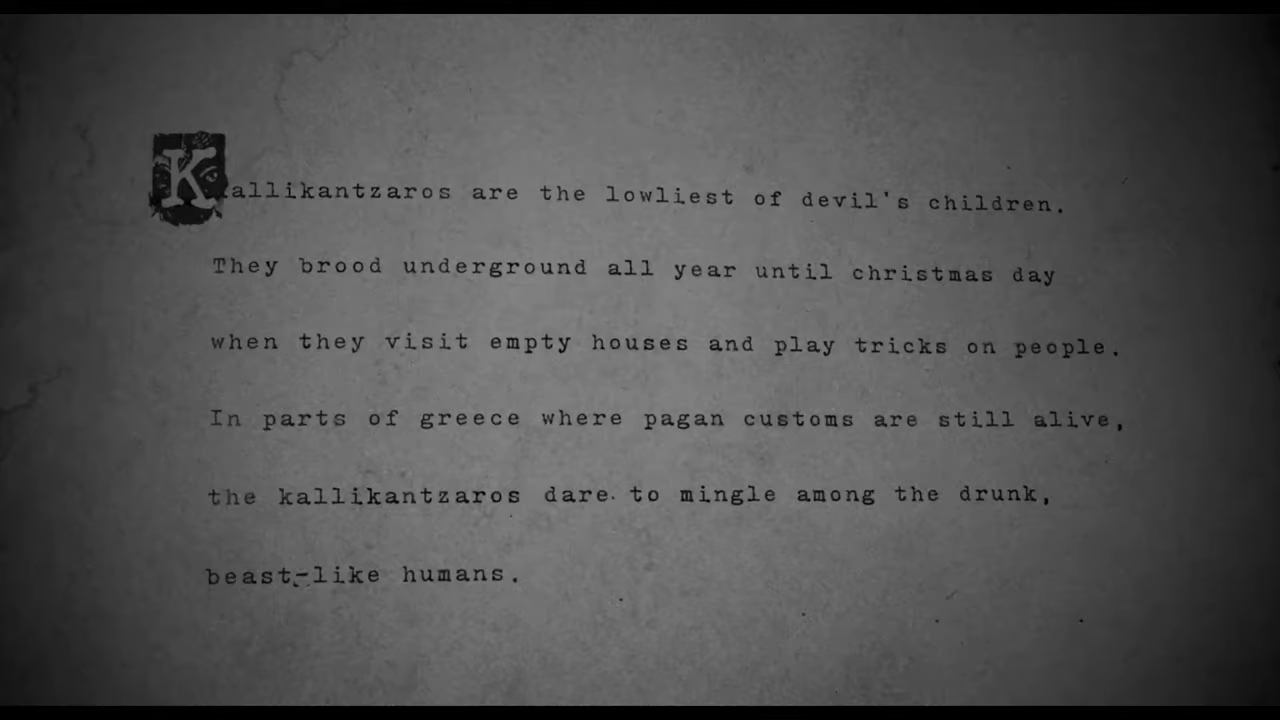 Kallikantzaros are the lowliest of devil's children.
They brood underground all year until christmas day
when they visit empty houses and play tricks on people.
In parts of greece where pagan customs are still alive,
the kallikantzaros dare to mingle among the drunk,
beast-like humans.